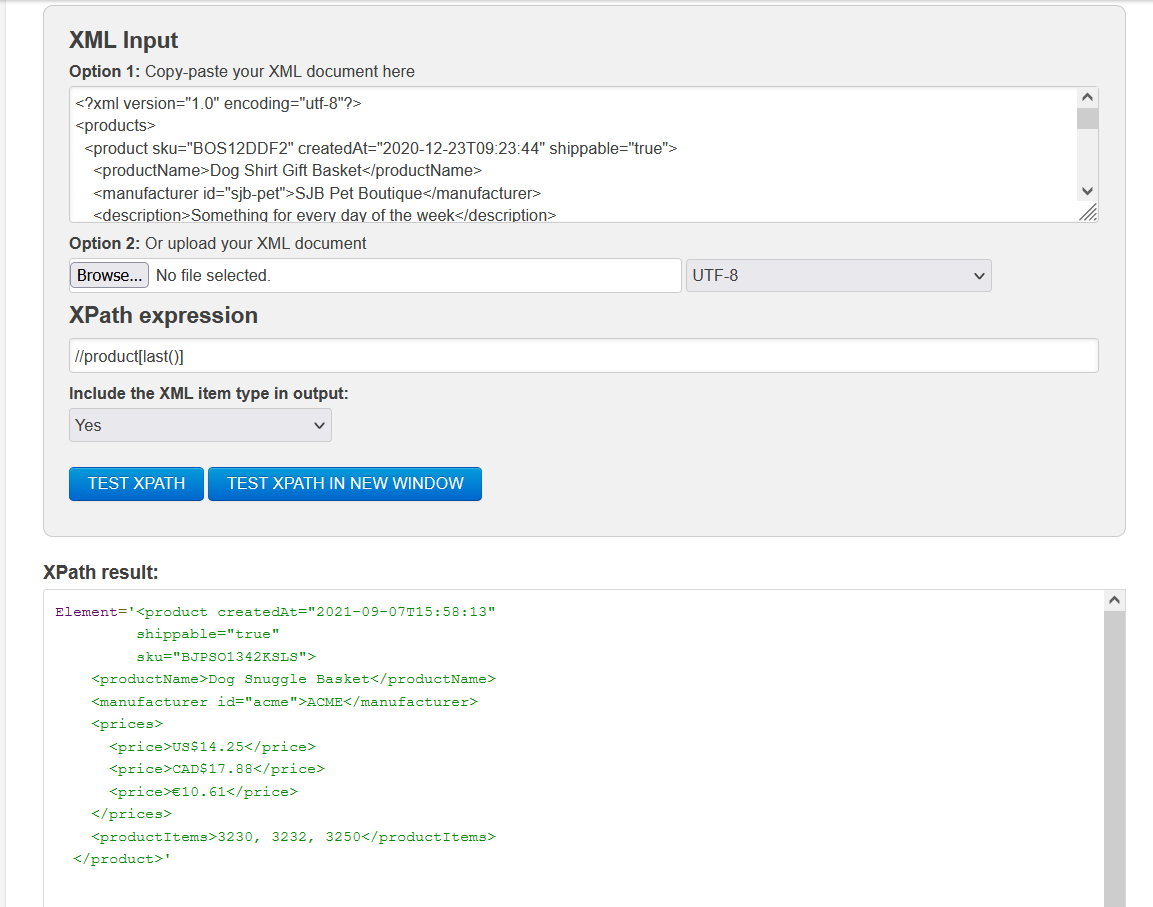 XML Input
Option 1: Copy-paste your XML document here
<?xml version="1.0" encoding="utf-8"?>
<products>
  <product sku="BOS12DDF2" createdAt="2020-12-23T09:23:44" shippable="true">
    <productName>Dog Shirt Gift Basket</productName>
    <manufacturer id="sjb-pet">SJB Pet Boutique</manufacturer>
    <description>Something for every day of the week</description>
Option 2: Or upload your XML document
Browse... No file selected. UTF-8
XPath expression
//product[last()]
Include the XML item type in output:
Yes
TEST XPATH TEST XPATH IN NEW WINDOW
XPath result:
Element='<product createdAt="2021-09-07T15:58:13"
         shippable="true"
         sku="BJPSO1342KSLS">
    <productName>Dog Snuggle Basket</productName>
    <manufacturer id="acme">ACME</manufacturer>
    <prices>
      <price>US$14.25</price>
      <price>CAD$17.88</price>
      <price>€10.61</price>
    </prices>
    <productItems>3230, 3232, 3250</productItems>
  </product>'